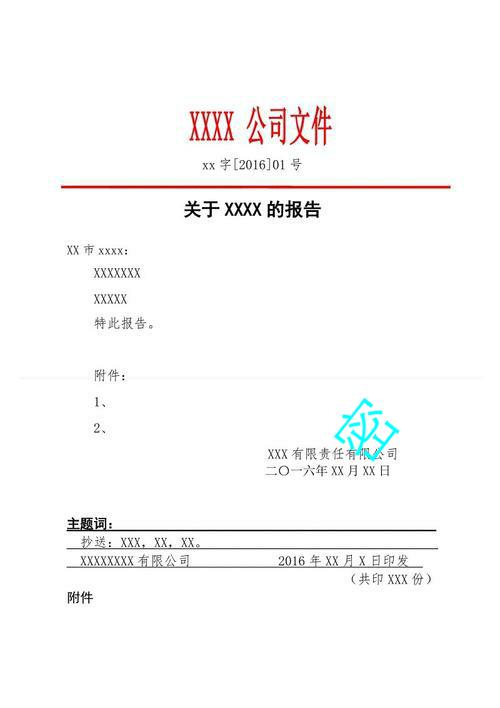 XXXX 公司文件
xx 字[2016]01 号
关于 XXXX 的报告
XX 市 xxxx:
XXXXXXX
XXXXX
特此报告。
附件:
1、
2、
密
XXX 有限责任有限公司
二〇一六年 XX 月 XX 日
主题词:
抄送: XXX, XX, XX。
XXXXXXXX 有限公司 2016 年 XX 月 X 日印发
(共印 XXX 份)
附件